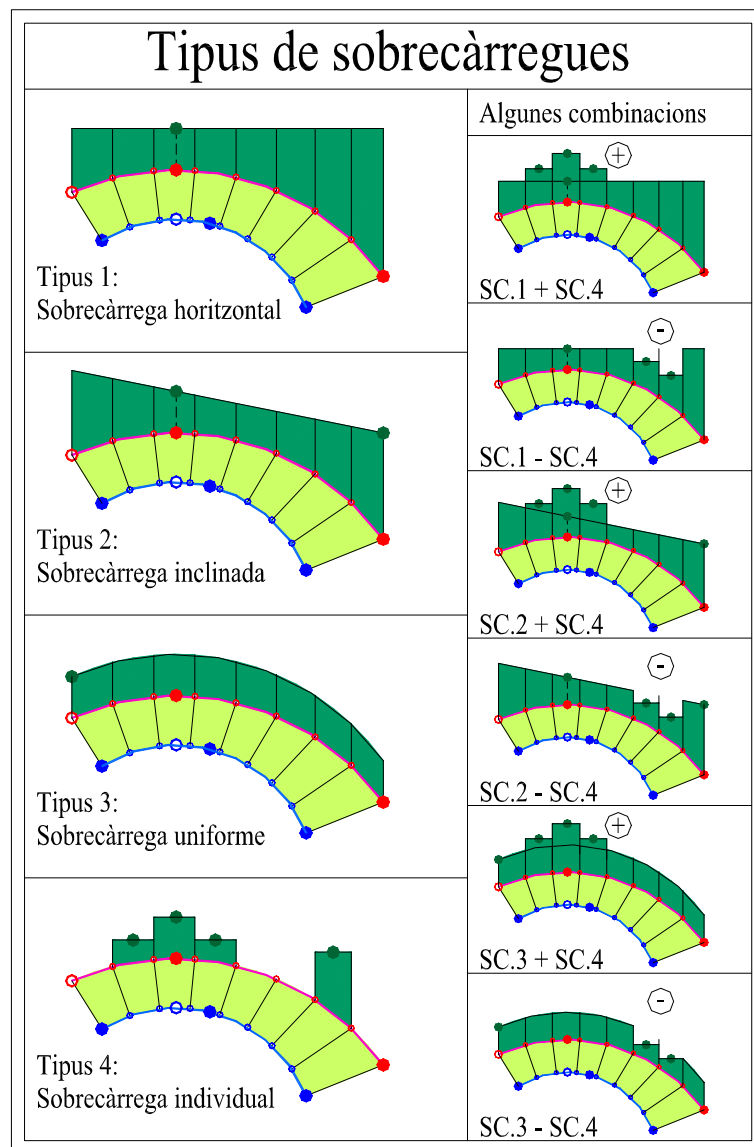 Tipus de sobrecàrregues
Tipus 1:
Sobrecàrrega horitzontal
Tipus 2:
Sobrecàrrega inclinada
Tipus 3:
Sobrecàrrega uniforme
Tipus 4:
Sobrecàrrega individual
Algunes combinacions
+
SC.1 + SC.4
-
SC.1 - SC.4
+
SC.2 + SC.4
-
SC.2 - SC.4
+
SC.3 + SC.4
-
SC.3 - SC.4